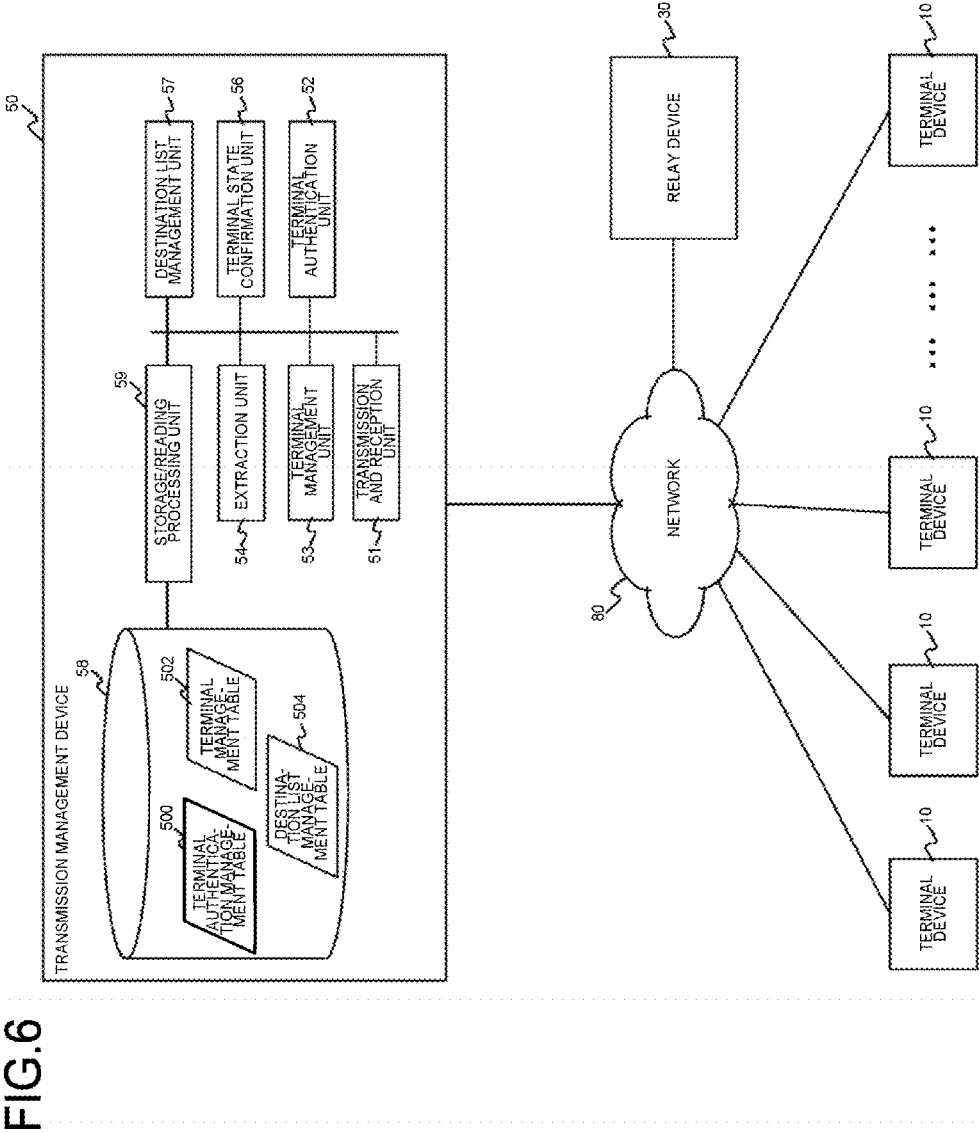 FIG.6
50
TRANSMISSION MANAGEMENT DEVICE
58
500
TERMINAL
AUTHENTICA-
TION MANAGE-
MENT TABLE
502
TERMINAL
MANAGE-
MENT TABLE
504
DESTINA-
TION LIST
MANAGE-
MENT TABLE
59
STORAGE/READING
PROCESSING UNIT
57
DESTINATION LIST
MANAGEMENT UNIT
54
EXTRACTION UNIT
56
TERMINAL STATE
CONFIRMATION UNIT
53
TERMINAL
MANAGEMENT
UNIT
52
TERMINAL
AUTHENTICATION
UNIT
51
TRANSMISSION
AND RECEPTION
UNIT
80
NETWORK
30
RELAY DEVICE
10
TERMINAL
DEVICE
10
TERMINAL
DEVICE
10
TERMINAL
DEVICE
10
TERMINAL
DEVICE